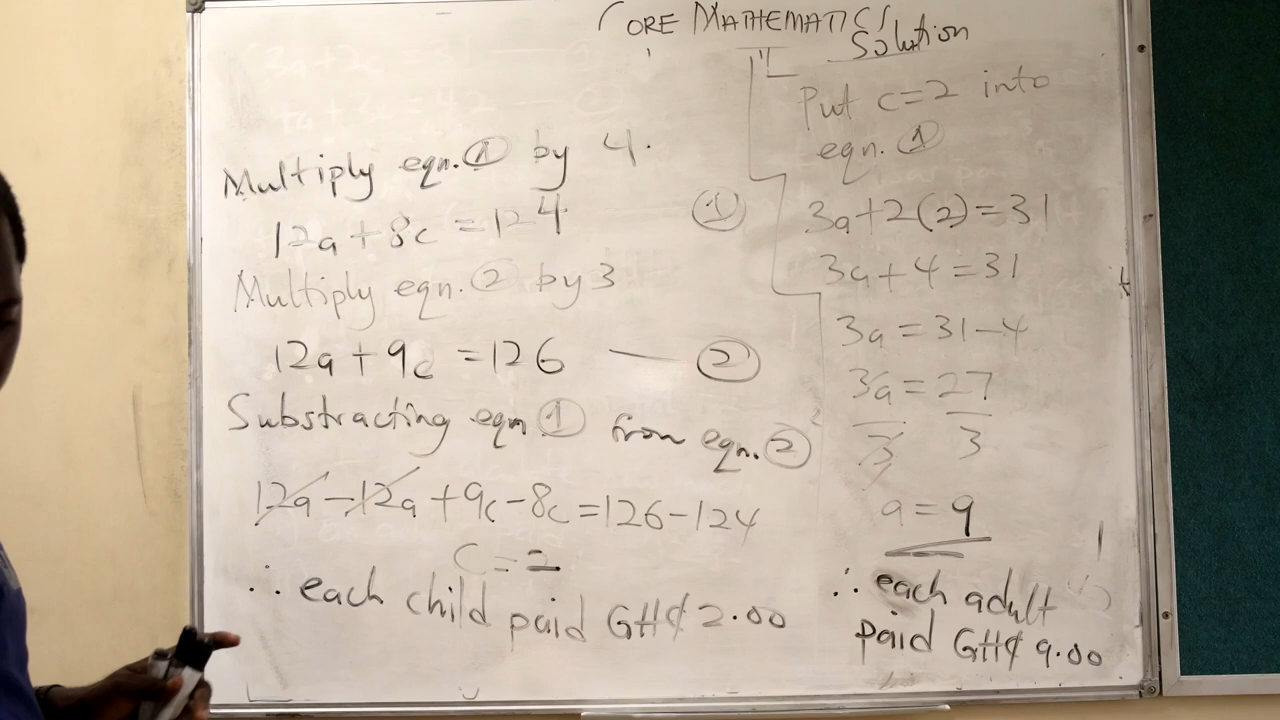 CORE MATHEMATICS
Multiply eqn. ① by 4.
12a + 8c = 124 ①
Multiply eqn. ② by 3
12a + 9c = 126 — ②
Substracting eqn ① from eqn. ②
12a - 12a + 9c - 8c = 126 - 124
C = 2
∴ each child paid GH¢ 2.00
Solution
Put c = 2 into
eqn. ①
3a + 2(2) = 31
3a + 4 = 31
3a = 31 - 4
3a = 27
3 3
a = 9
∴ each adult
paid GH¢ 9.00